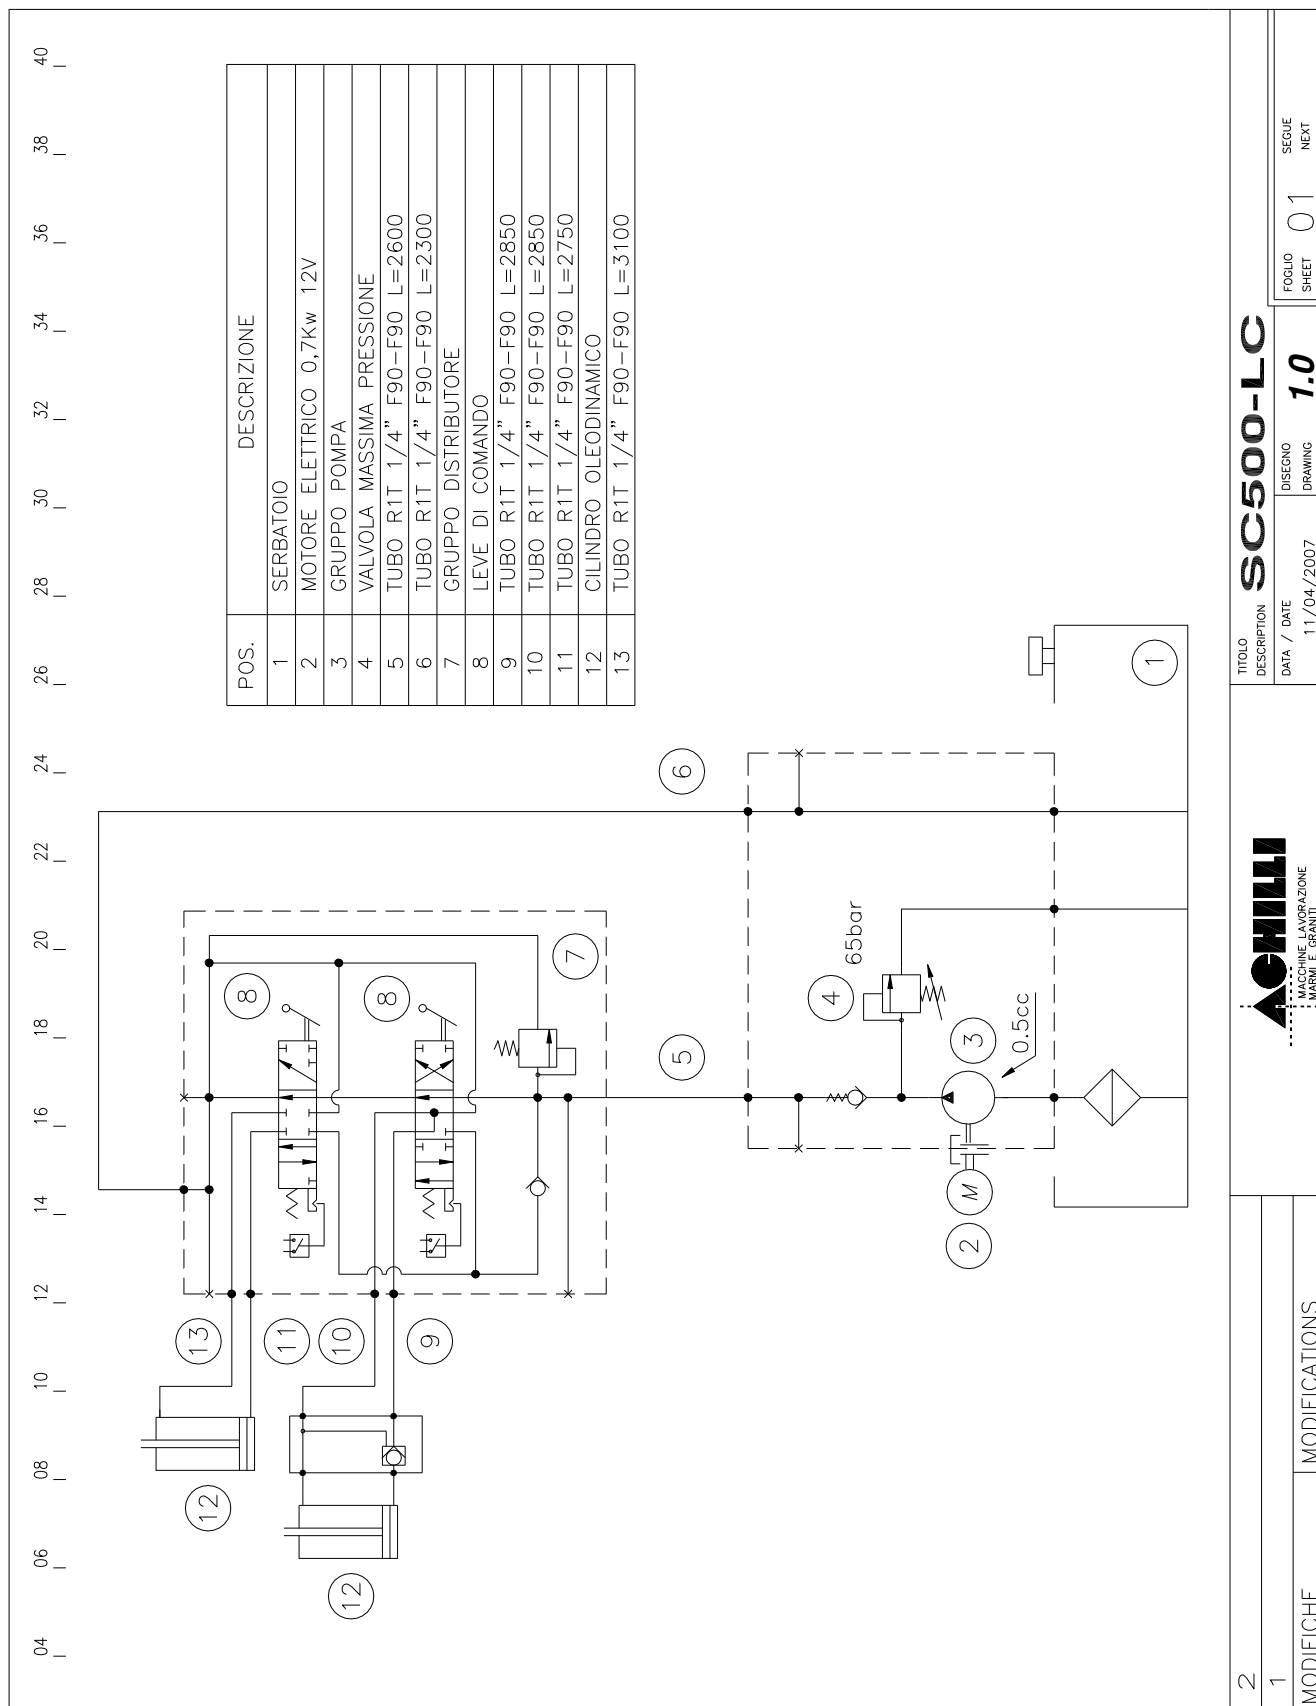 04 06 08 10 12 14 16 18 20 22 24 26 28 30 32 34 36 38 40
POS. DESCRIZIONE
1 SERBATOIO
2 MOTORE ELETTRICO 0,7Kw 12V
3 GRUPPO POMPA
4 VALVOLA MASSIMA PRESSIONE
5 TUBO R1T 1/4" F90-F90 L=2600
6 TUBO R1T 1/4" F90-F90 L=2300
7 GRUPPO DISTRIBUTORE
8 LEVE DI COMANDO
9 TUBO R1T 1/4" F90-F90 L=2850
10 TUBO R1T 1/4" F90-F90 L=2850
11 TUBO R1T 1/4" F90-F90 L=2750
12 CILINDRO OLEODINAMICO
13 TUBO R1T 1/4" F90-F90 L=3100
13
8
12
11
10
8
12
9
7
5
6
4
65bar
2
M
3
0.5cc
1
2
1
MODIFICHE MODIFICATIONS
ACHILLI
MACCHINE LAVORAZIONE
MARMI E GRANITI
TITOLO
DESCRIPTION
SC500-LC
DATA / DATE
11/04/2007
DISEGNO
DRAWING
1.0
FOGLIO
SHEET
01
SEGUE
NEXT